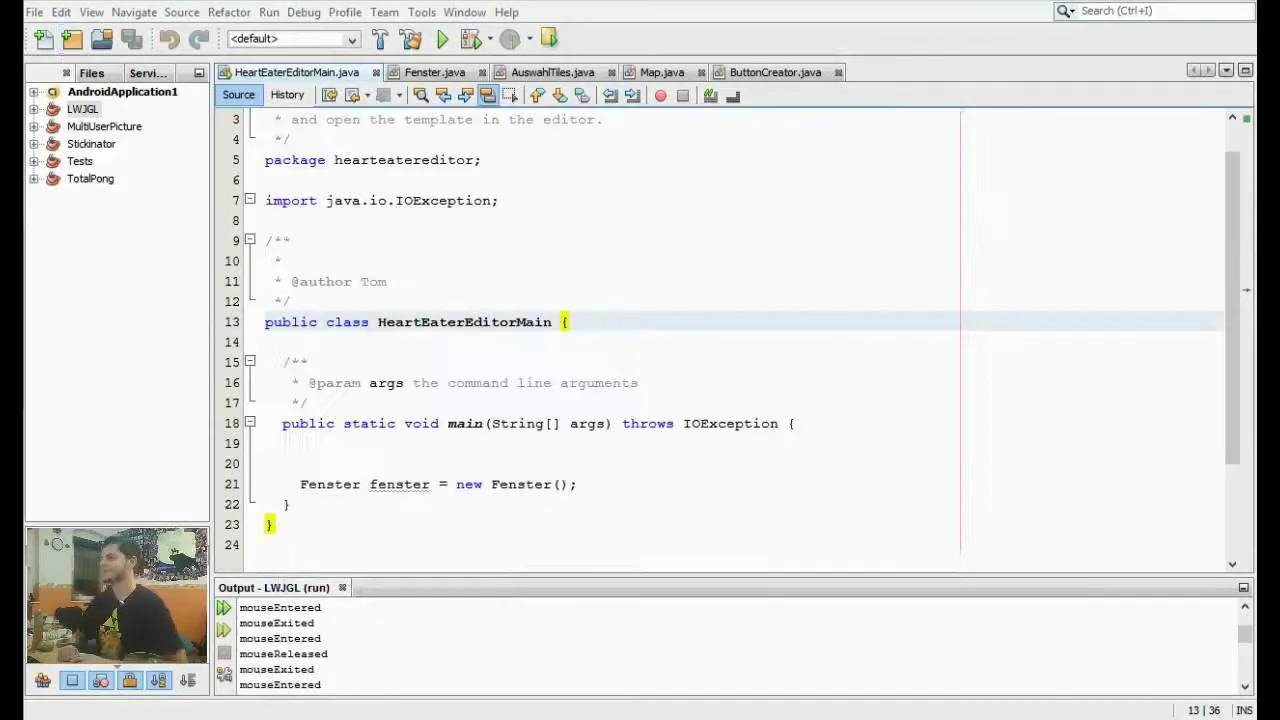 File Edit View Navigate Source Refactor Run Debug Profile Team Tools Window Help
Search (Ctrl+I)
<default>
Files Servi...
HeartEaterEditorMain.java Fenster.java AuswahlTiles.java Map.java ButtonCreator.java
Source History
AndroidApplication1
LWJGL
MultiUserPicture
Stickinator
Tests
TotalPong
3 * and open the template in the editor.
4 */
5 package hearteatereditor;
6
7 import java.io.IOException;
8
9 /**
10 *
11 * @author Tom
12 */
13 public class HeartEaterEditorMain {
14
15 /**
16 * @param args the command line arguments
17 */
18 public static void main(String[] args) throws IOException {
19
20
21 Fenster fenster = new Fenster();
22 }
23 }
24
Output - LWJGL (run)
mouseEntered
mouseExited
mouseEntered
mouseReleased
mouseExited
mouseEntered
13 | 36 INS